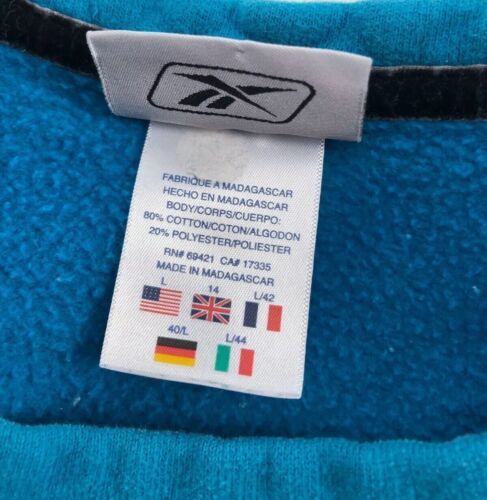 FABRIQUE A MADAGASCAR
HECHO EN MADAGASCAR
BODY/CORPS/CUERPO:
80% COTTON/COTON/ALGODON
20% POLYESTER/POLIESTER
RN# 69421 CA# 17335
MADE IN MADAGASCAR
L 14 L/42
40/L L/44